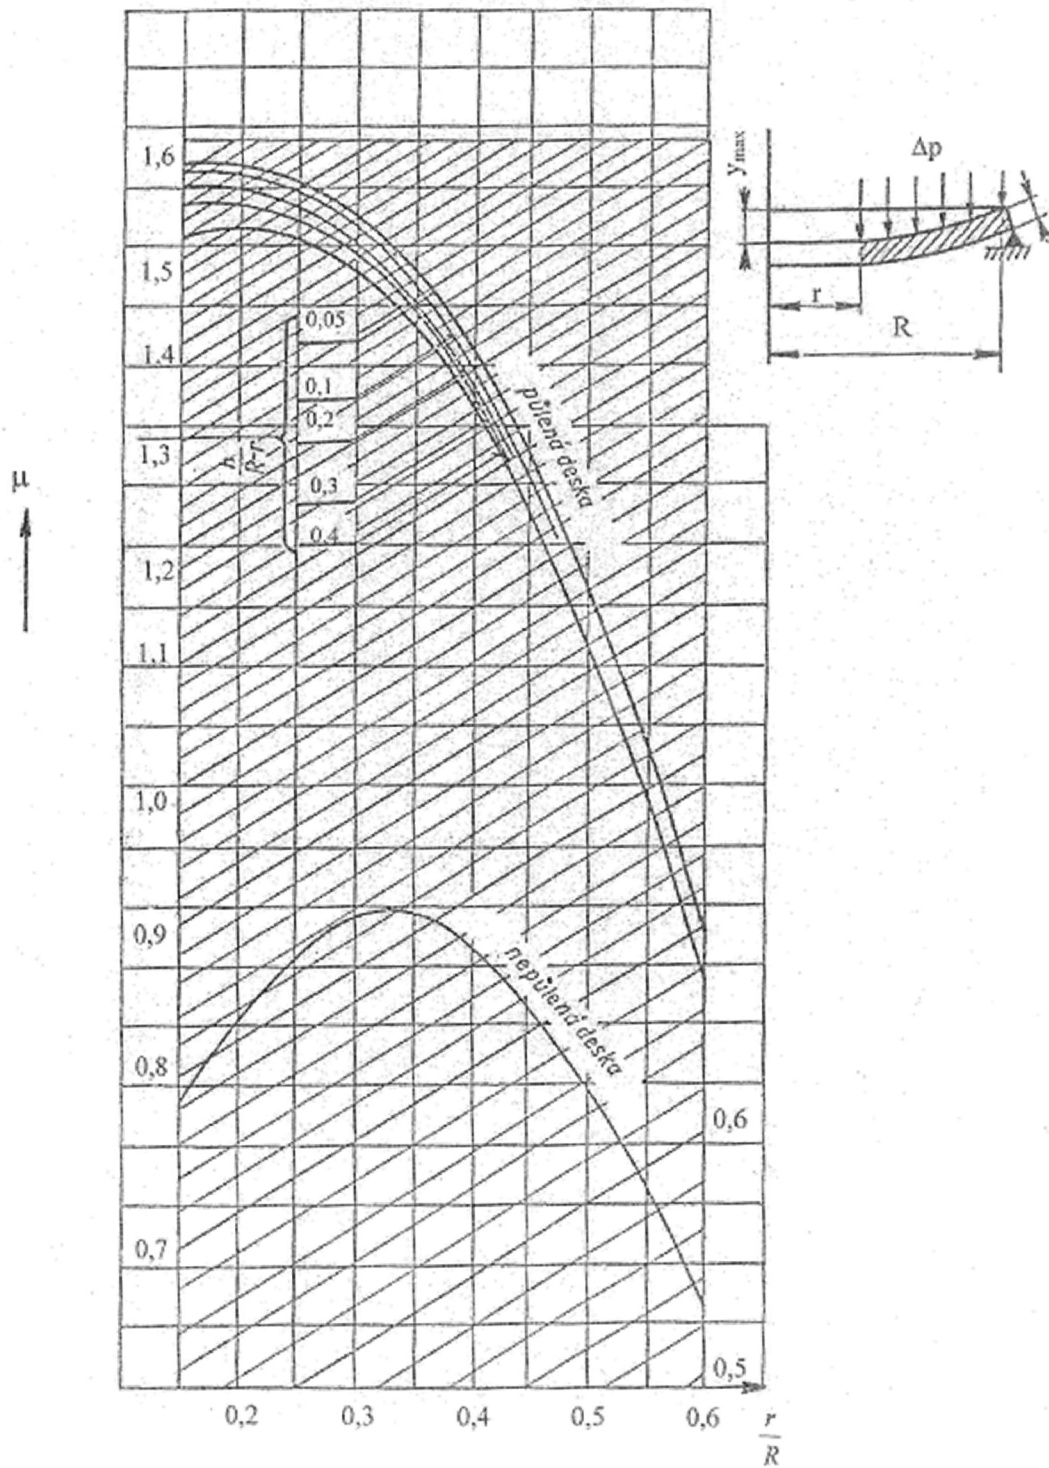 1,6
1,5
1,4
1,3
1,2
1,1
1,0
0,9
0,8
0,7
μ
0,05
0,1
0,2
0,3
0,4
h
R-r
půlená deska
nepůlená deska
0,6
0,5
0,2
0,3
0,4
0,5
0,6
r
R
y max
Δp
r
R